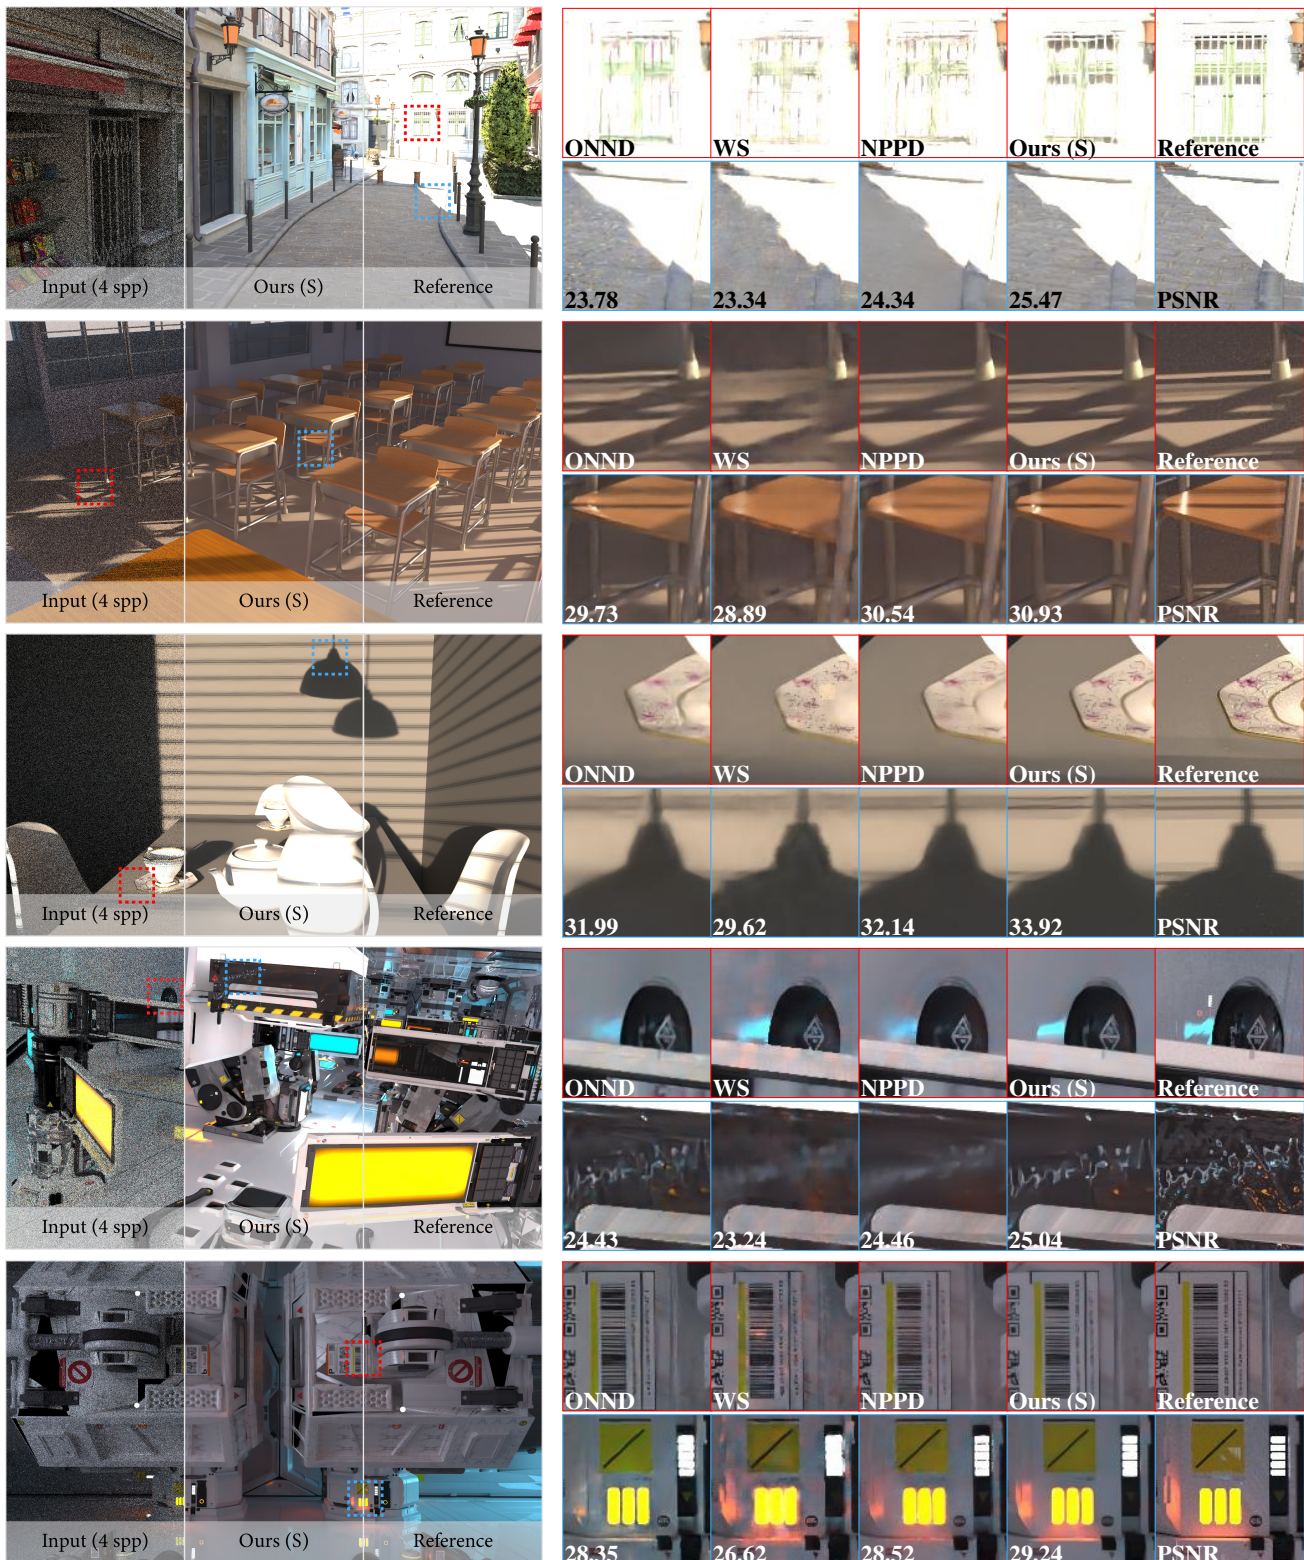 Input (4 spp) Ours (S) Reference
ONND WS NPPD Ours (S) Reference
23.78 23.34 24.34 25.47 PSNR
Input (4 spp) Ours (S) Reference
ONND WS NPPD Ours (S) Reference
29.73 28.89 30.54 30.93 PSNR
Input (4 spp) Ours (S) Reference
ONND WS NPPD Ours (S) Reference
31.99 29.62 32.14 33.92 PSNR
Input (4 spp) Ours (S) Reference
ONND WS NPPD Ours (S) Reference
24.43 23.24 24.46 25.04 PSNR
Input (4 spp) Ours (S) Reference
ONND WS NPPD Ours (S) Reference
28.35 26.62 28.52 29.24 PSNR